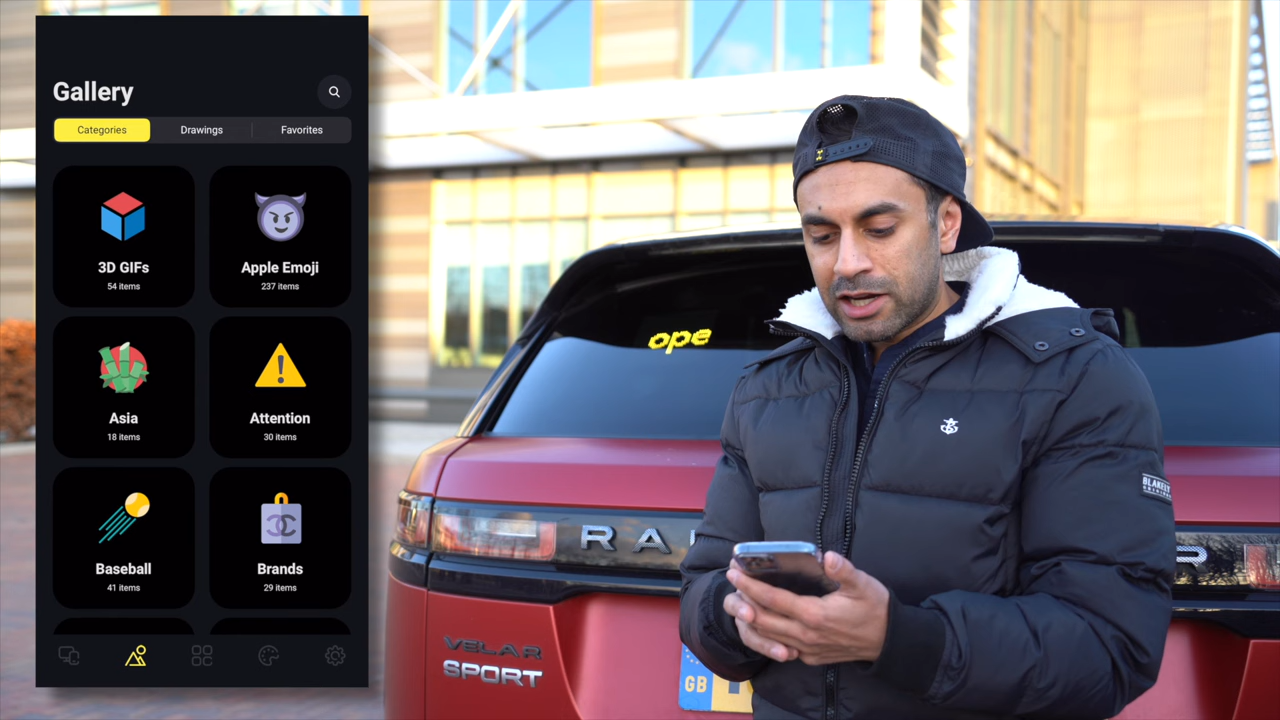 Gallery
Categories
Drawings
Favorites
3D GIFs
54 items
Apple Emoji
237 items
Asia
18 items
Attention
30 items
Baseball
41 items
Brands
29 items
ope
RA
VELAR
SPORT
GB